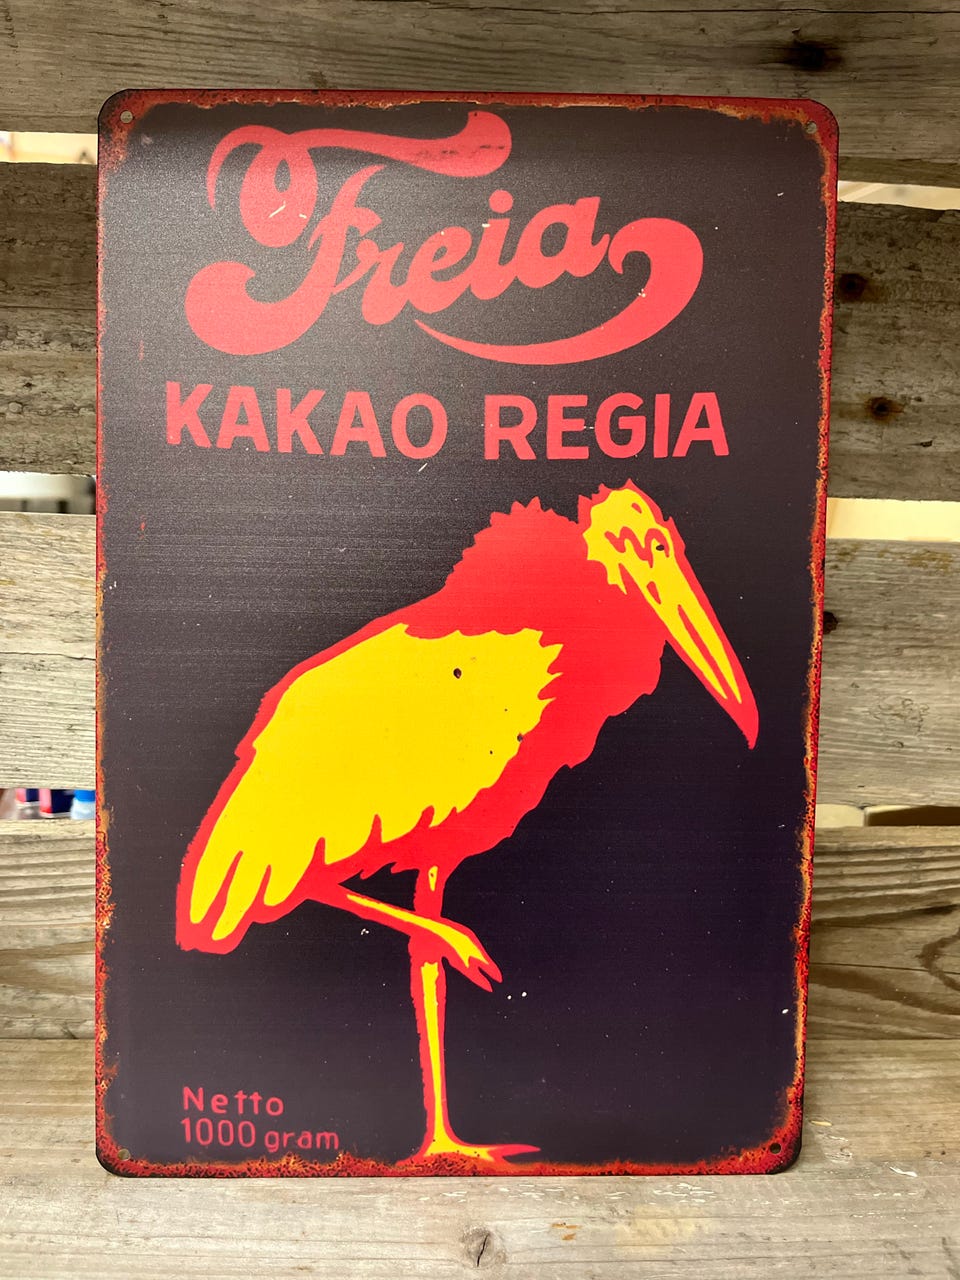 Freia
KAKAO REGIA
Netto
1000 gram